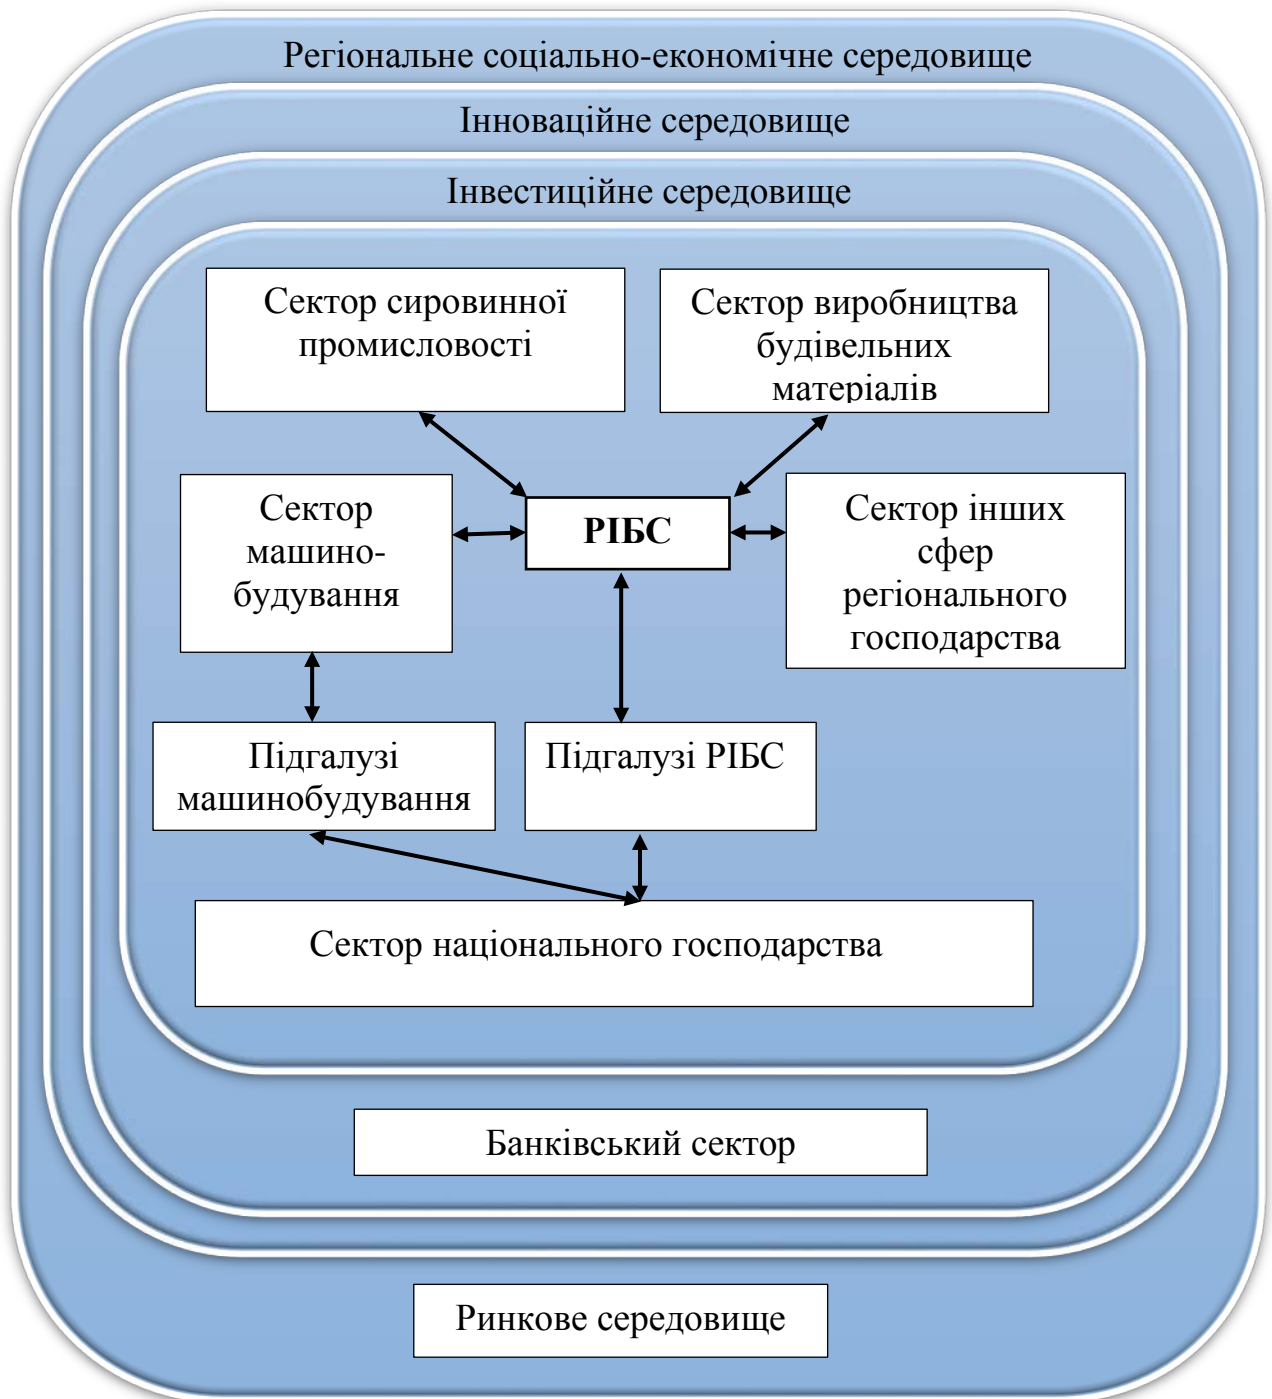 Регіональне соціально-економічне середовище
Інноваційне середовище
Інвестиційне середовище
Сектор сировинної
промисловості
Сектор виробництва
будівельних
матеріалів
Сектор
машино-
будування
РІБС
Сектор інших
сфер
регіонального
господарства
Підгалузі
машинобудування
Підгалузі РІБС
Сектор національного господарства
Банківський сектор
Ринкове середовище